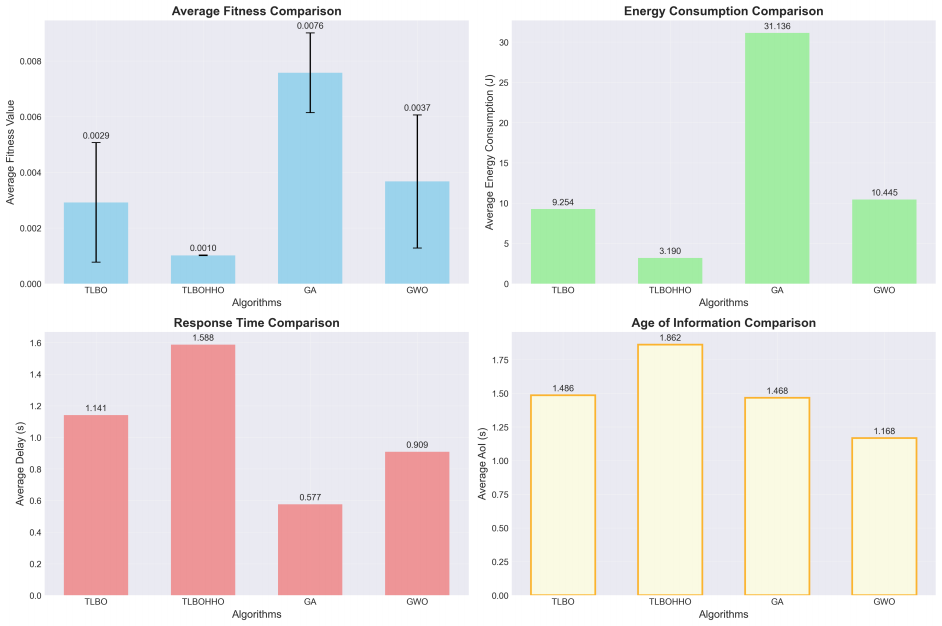 Average Fitness Comparison
0.0076
0.008
0.006
0.004
0.002
0.000
0.0029
0.0010
0.0037
Average Fitness Value
TLBO TLBOHHO GA GWO
Algorithms
Energy Consumption Comparison
31.136
30
25
20
15
10
5
0
9.254
3.190
10.445
Average Energy Consumption (J)
TLBO TLBOHHO GA GWO
Algorithms
Response Time Comparison
1.588
1.6
1.4
1.2
1.0
0.8
0.6
0.4
0.2
0.0
1.141
0.577
0.909
Average Delay (s)
TLBO TLBOHHO GA GWO
Algorithms
Age of Information Comparison
1.862
1.75
1.50
1.25
1.00
0.75
0.50
0.25
0.00
1.486
1.468
1.168
Average AoI (s)
TLBO TLBOHHO GA GWO
Algorithms